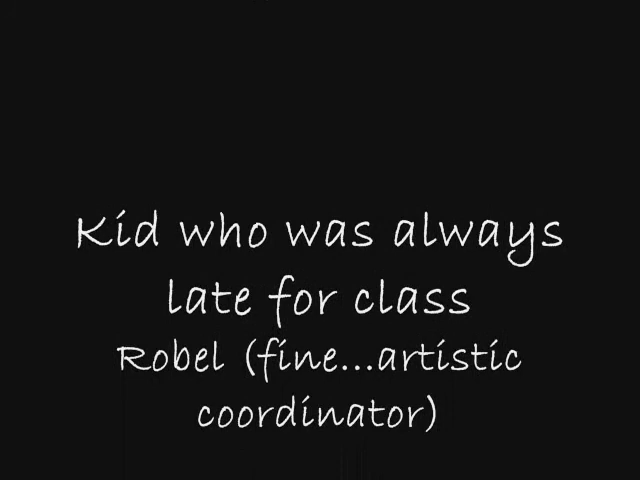 Kid who was always
late for class
Robel (fine...artistic
coordinator)